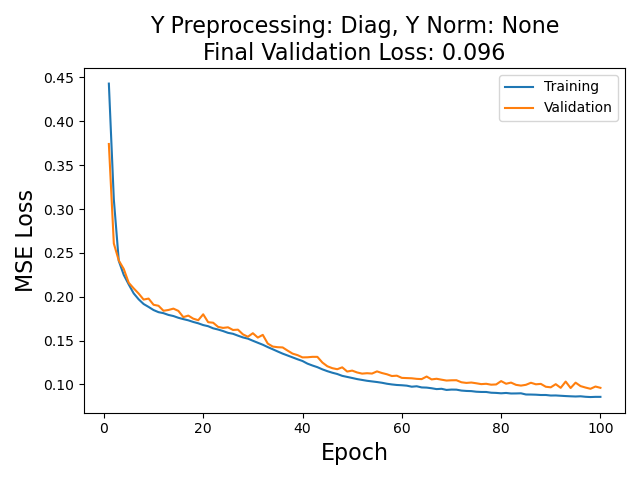 Y Preprocessing: Diag, Y Norm: None
Final Validation Loss: 0.096
Training
Validation
MSE Loss
0.45
0.40
0.35
0.30
0.25
0.20
0.15
0.10
0
20
40
60
80
100
Epoch